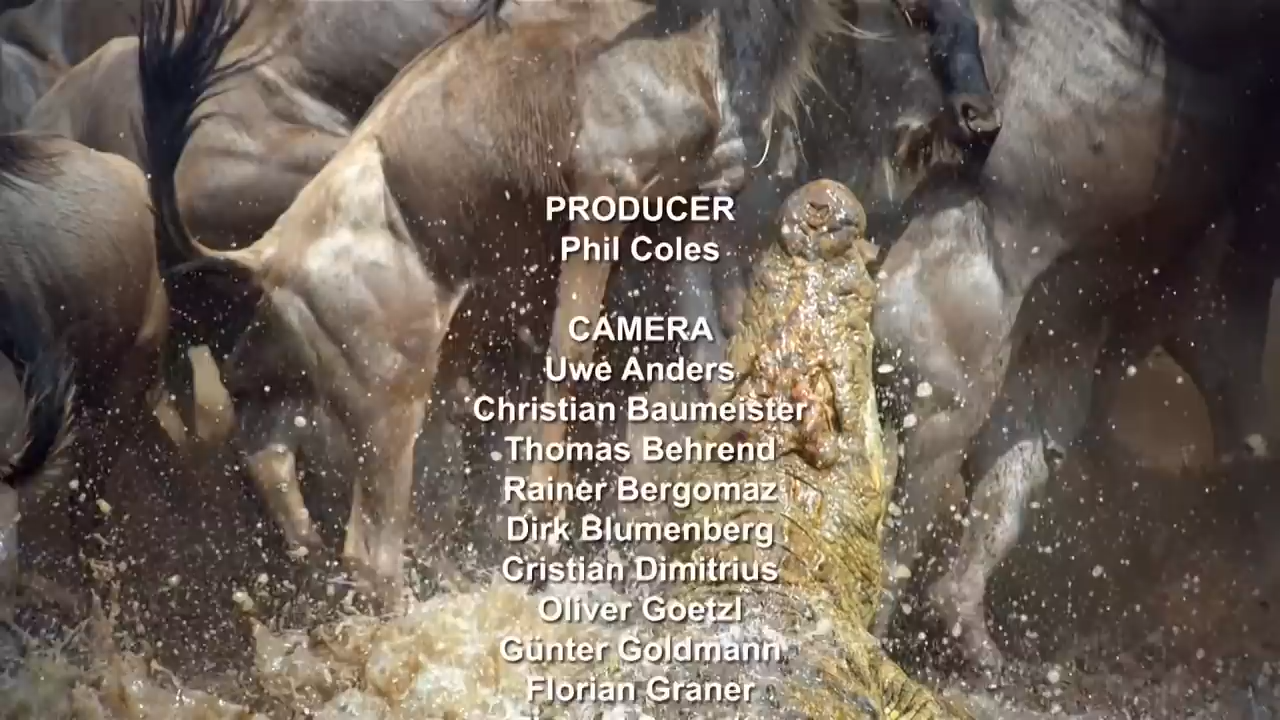 PRODUCER
Phil Coles
CAMERA
Uwe Anders
Christian Baumeister
Thomas Behrend
Rainer Bergomaz
Dirk Blumenberg
Cristian Dimitrius
Oliver Goetzl
Günter Goldmann
Florian Graner